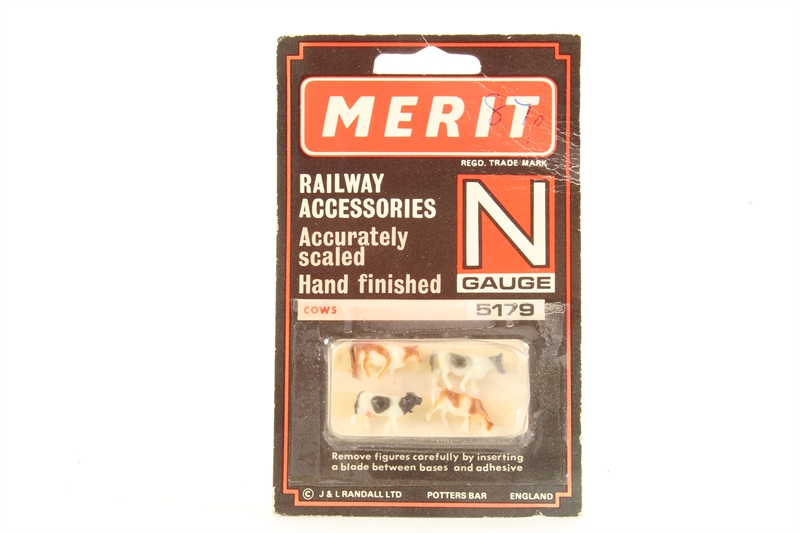 MERIT
87p
REGD. TRADE MARK
RAILWAY
ACCESSORIES
Accurately
scaled
Hand finished
N
GAUGE
COWS
5179
Remove figures carefully by inserting
a blade between bases and adhesive
© J & L RANDALL LTD POTTERS BAR ENGLAND